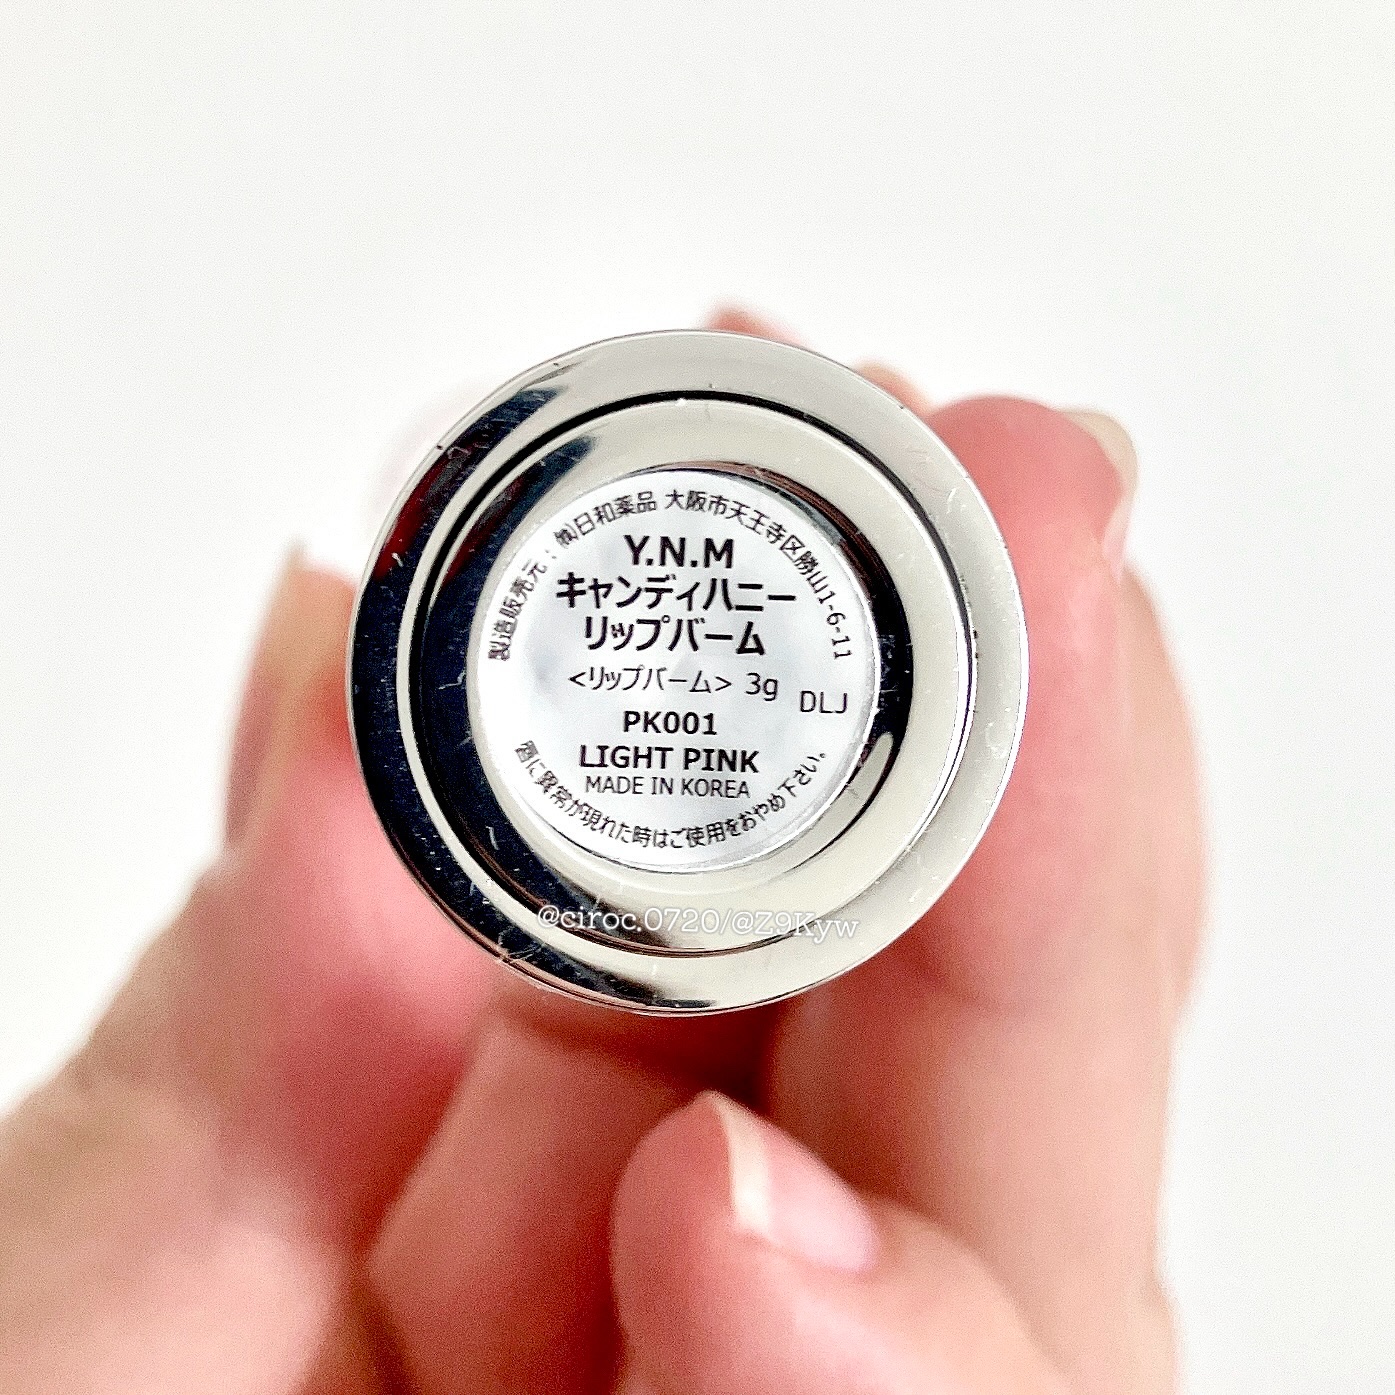 製造販売元：㈱日和薬品 大阪市天王寺区勝山1-6-11
Y.N.M
キャンディハニー
リップバーム
<リップバーム> 3g
DLJ
PK001
LIGHT PINK
MADE IN KOREA
唇に異常が現れた時はご使用をおやめ下さい。
@ciroc.0720/@Z9Kyw